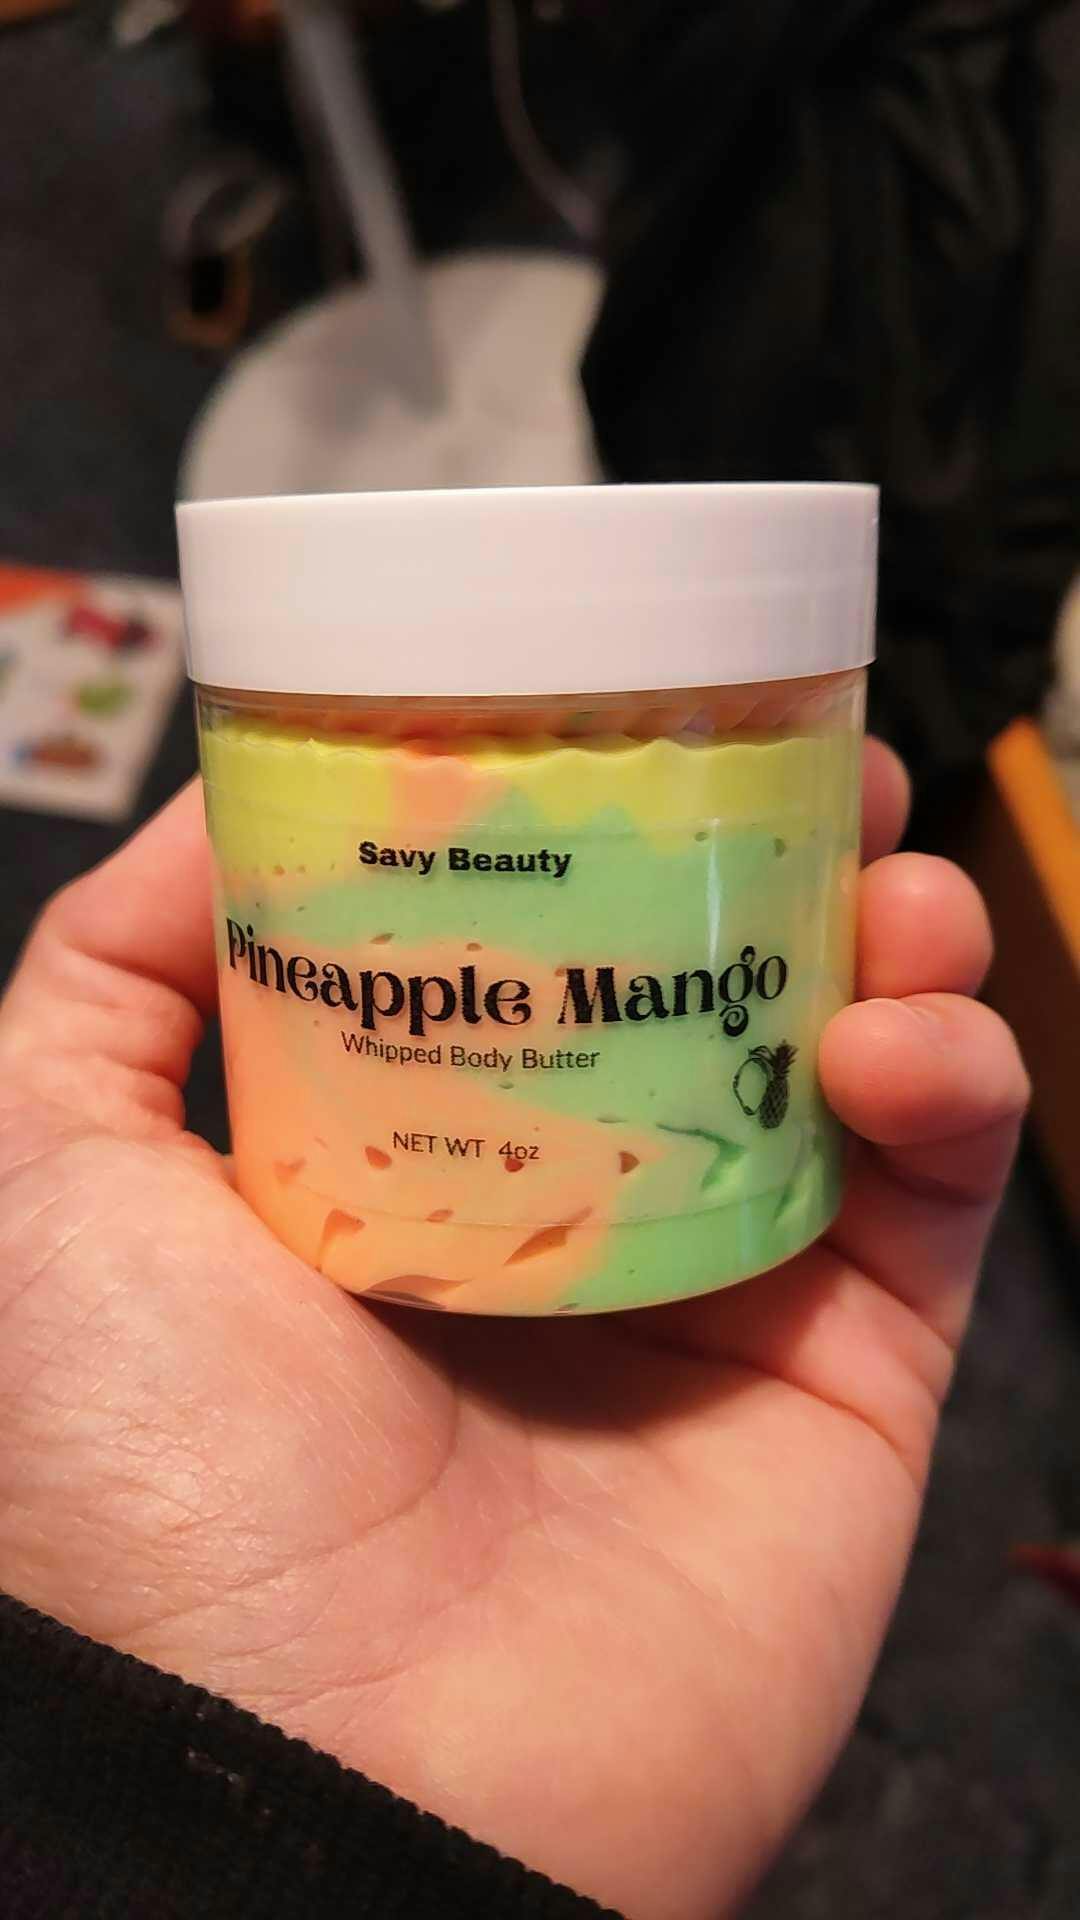 Savy Beauty
Pineapple Mango
Whipped Body Butter
NET WT 4oz